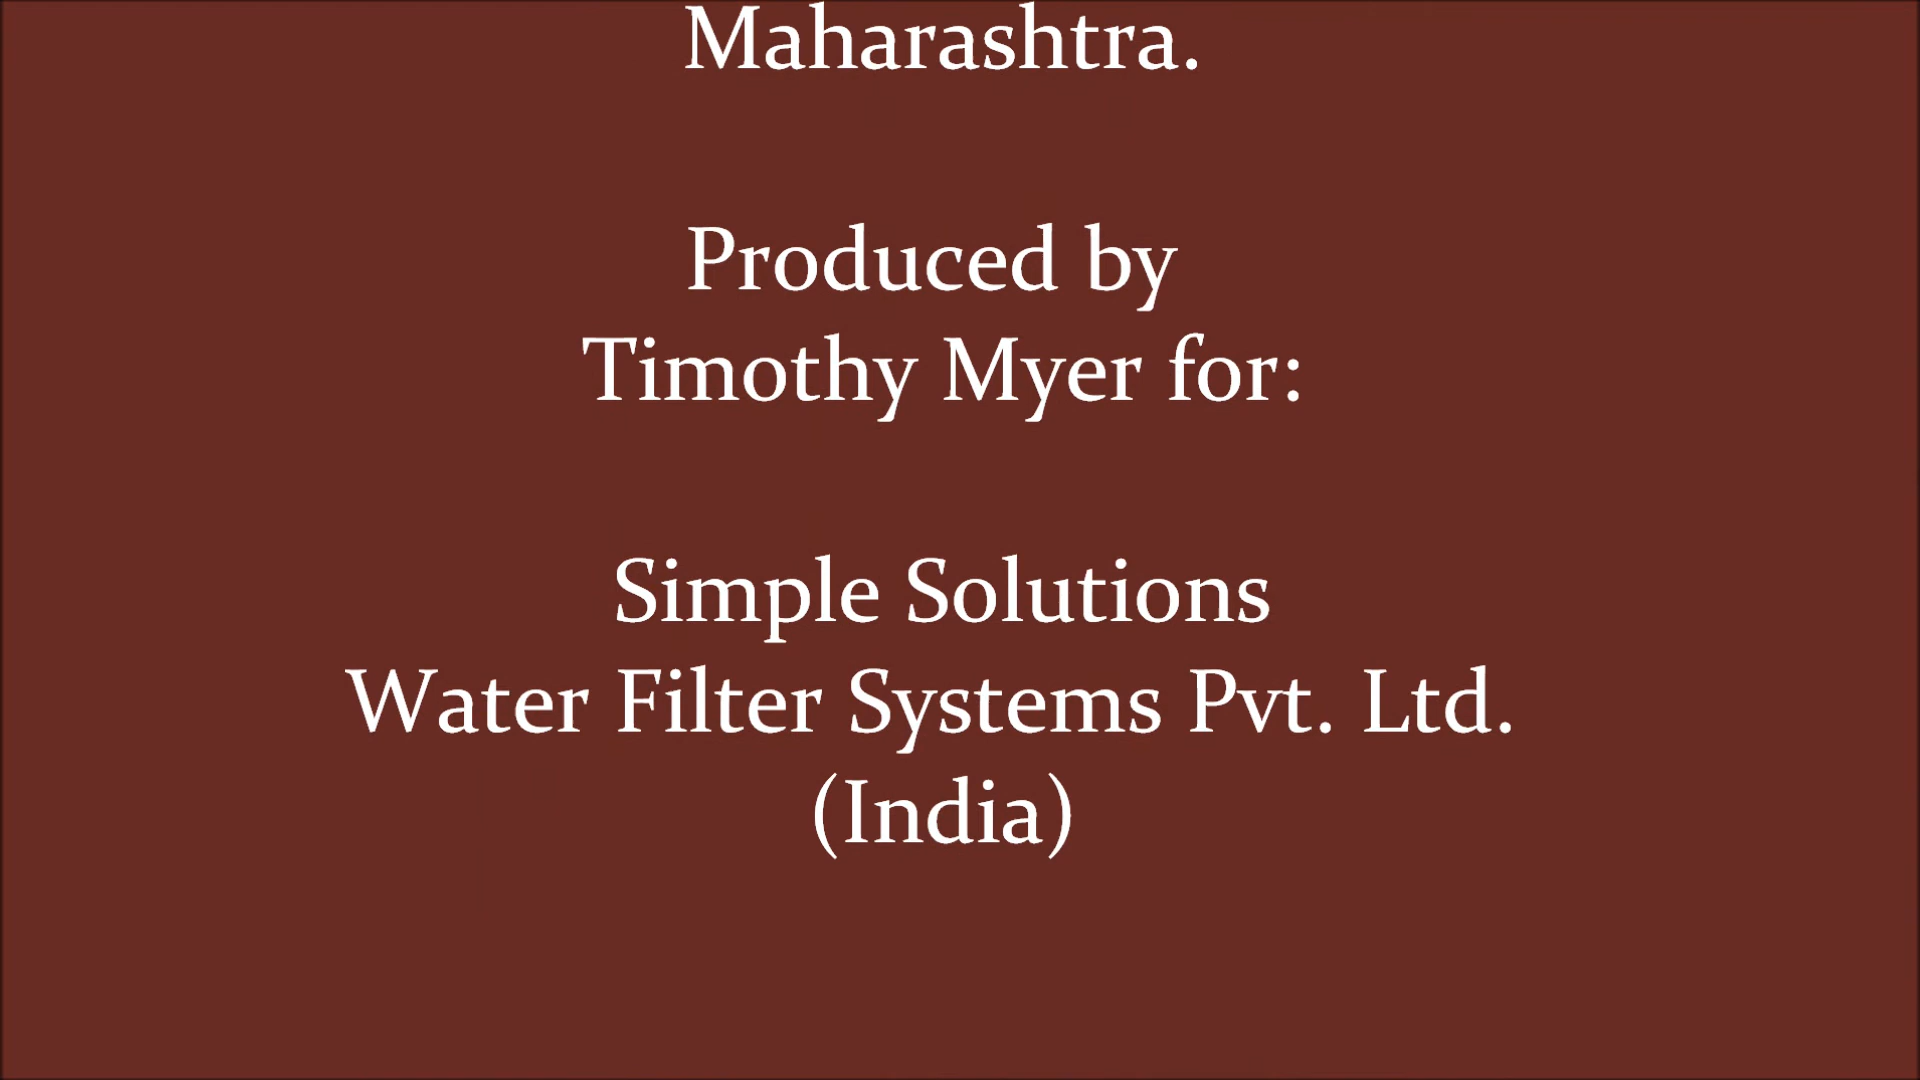 Maharashtra.
Produced by
Timothy Myer for:
Simple Solutions
Water Filter Systems Pvt. Ltd.
(India)